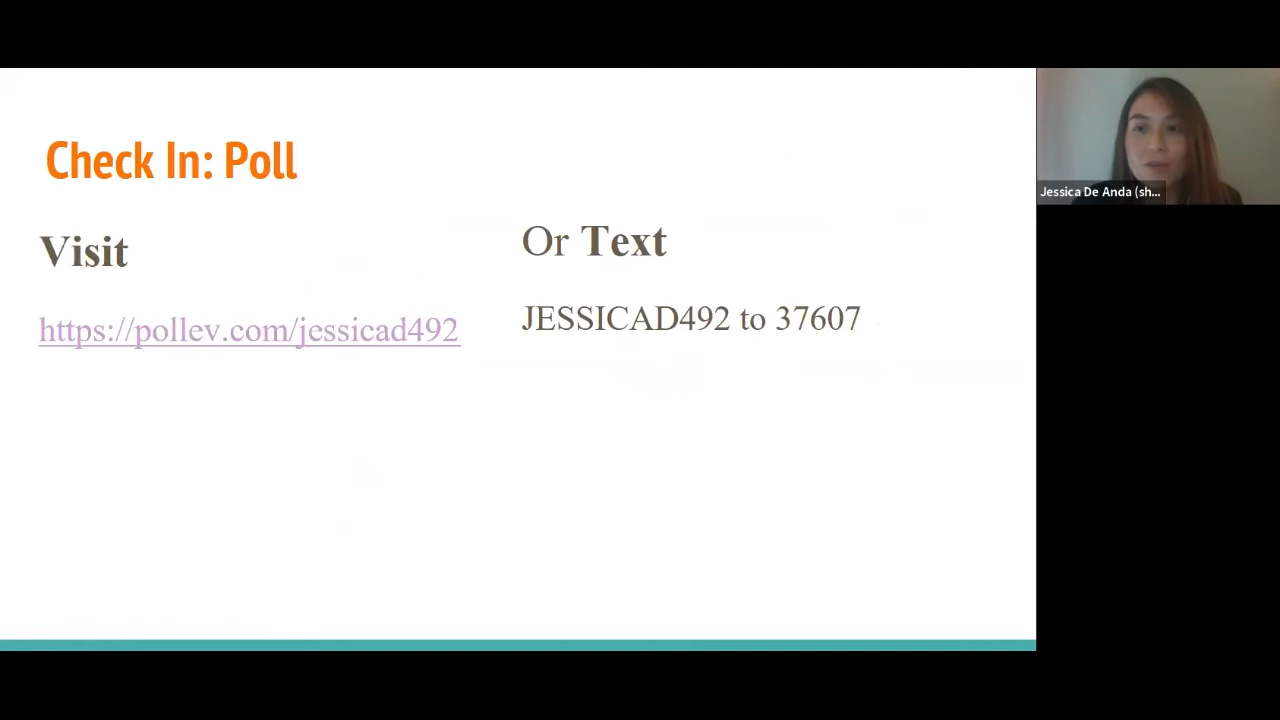 Check In: Poll
Visit
https://pollev.com/jessicad492
Or Text
JESSICAD492 to 37607
Jessica De Anda (sh...